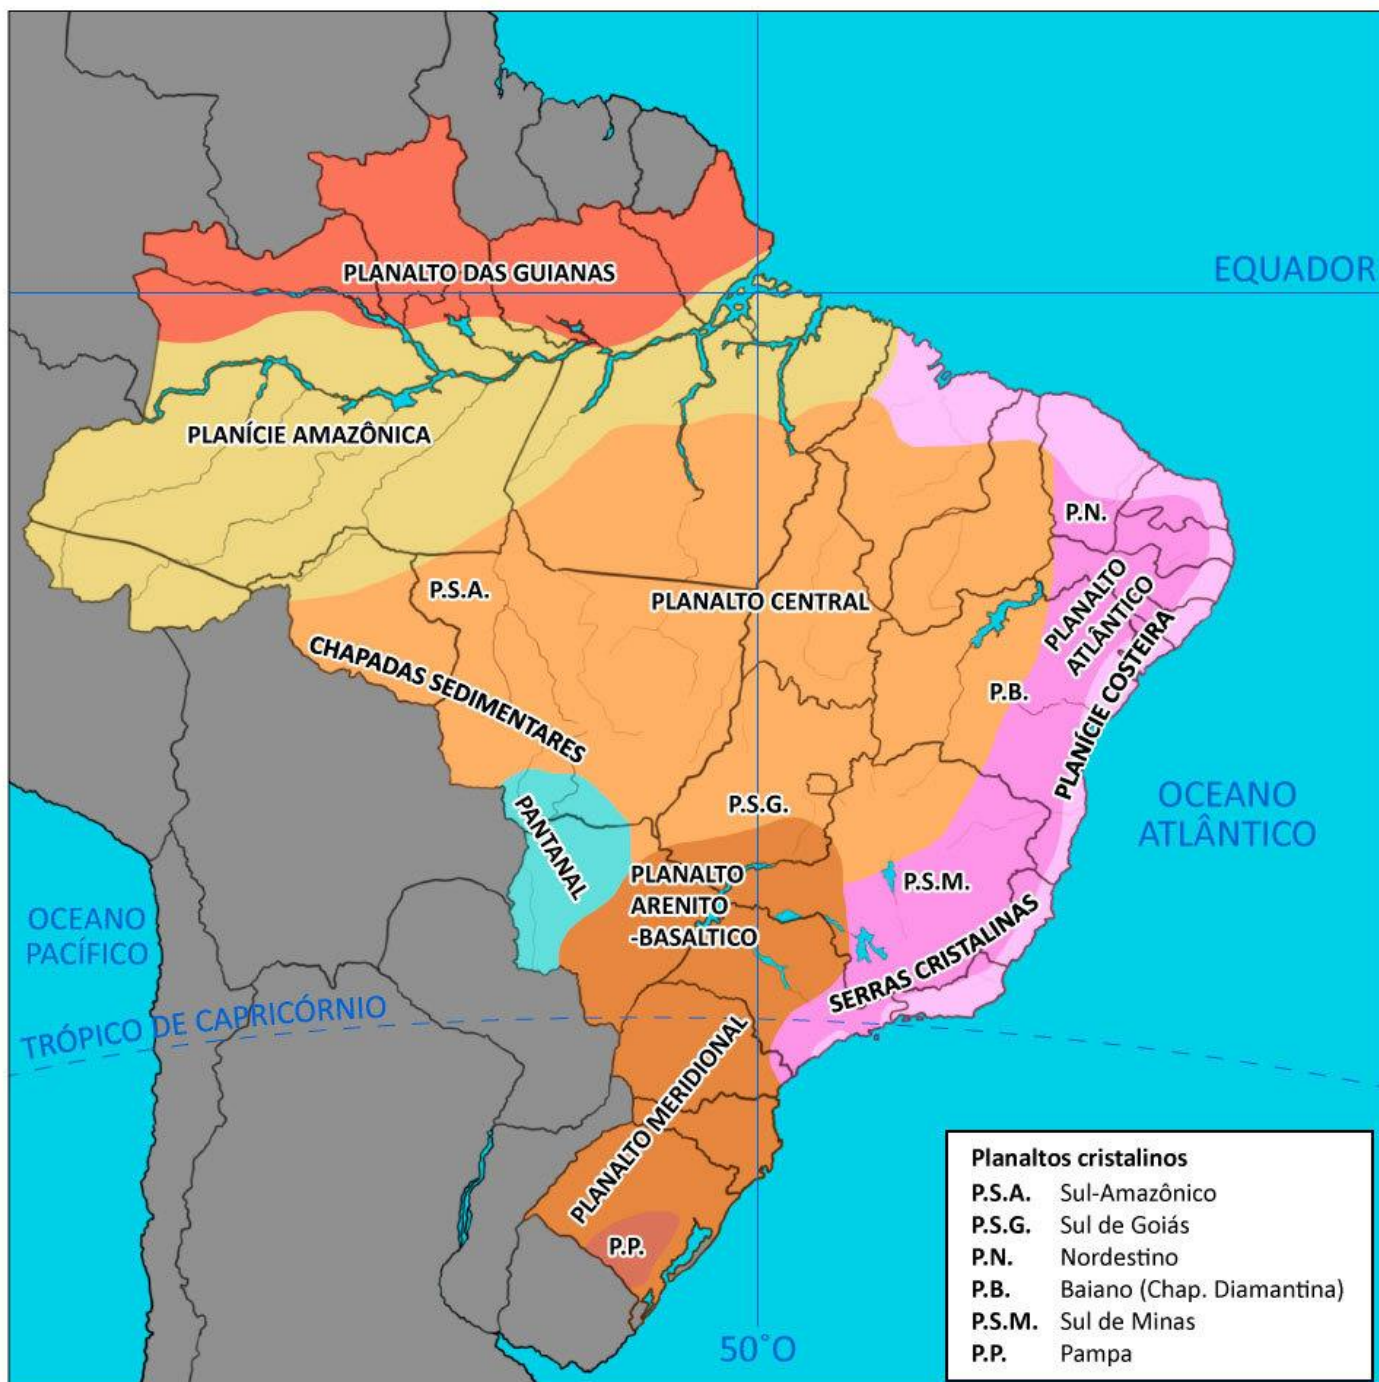 PLANALTO DAS GUIANAS
EQUADOR
PLANÍCIE AMAZÔNICA
P.N.
P.S.A.
PLANALTO CENTRAL
PLANALTO
ATLÂNTICO
CHAPADAS SEDIMENTARES
P.B.
PLANÍCIE COSTEIRA
PANTANAL
P.S.G.
OCEANO
ATLÂNTICO
PLANALTO
ARENITO
-BASALTICO
P.S.M.
OCEANO
PACÍFICO
SERRAS CRISTALINAS
TRÓPICO DE CAPRICÓRNIO
PLANALTO MERIDIONAL
P.P.
50°O
Planaltos cristalinos
P.S.A. Sul-Amazônico
P.S.G. Sul de Goiás
P.N. Nordestino
P.B. Baiano (Chap. Diamantina)
P.S.M. Sul de Minas
P.P. Pampa